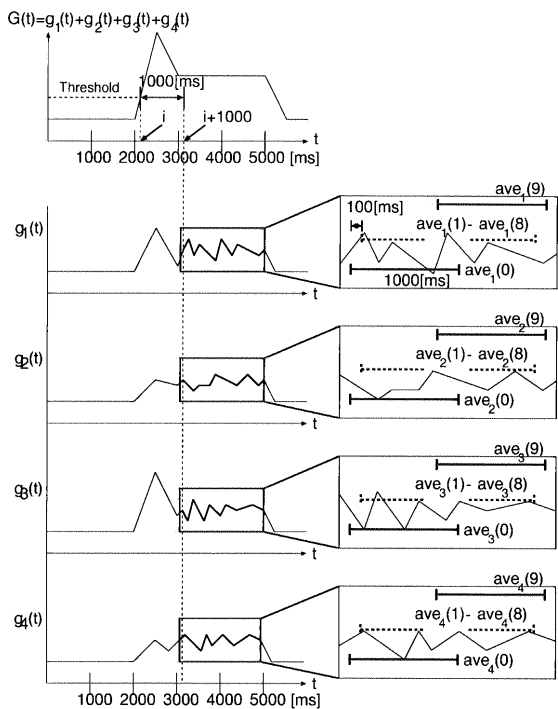 G(t)=g1(t)+g2(t)+g3(t)+g4(t)
Threshold
1000[ms]
i
i+1000
t
1000 2000 3000 4000 5000 [ms]
g1(t)
t
ave1(9)
100[ms]
ave1(1)- ave1(8)
1000[ms]
ave1(0)
g2(t)
t
ave2(9)
ave2(1)- ave2(8)
ave2(0)
g3(t)
t
ave3(9)
ave3(1)- ave3(8)
ave3(0)
g4(t)
t
ave4(9)
ave4(1)- ave4(8)
ave4(0)
1000 2000 3000 4000 5000 [ms]